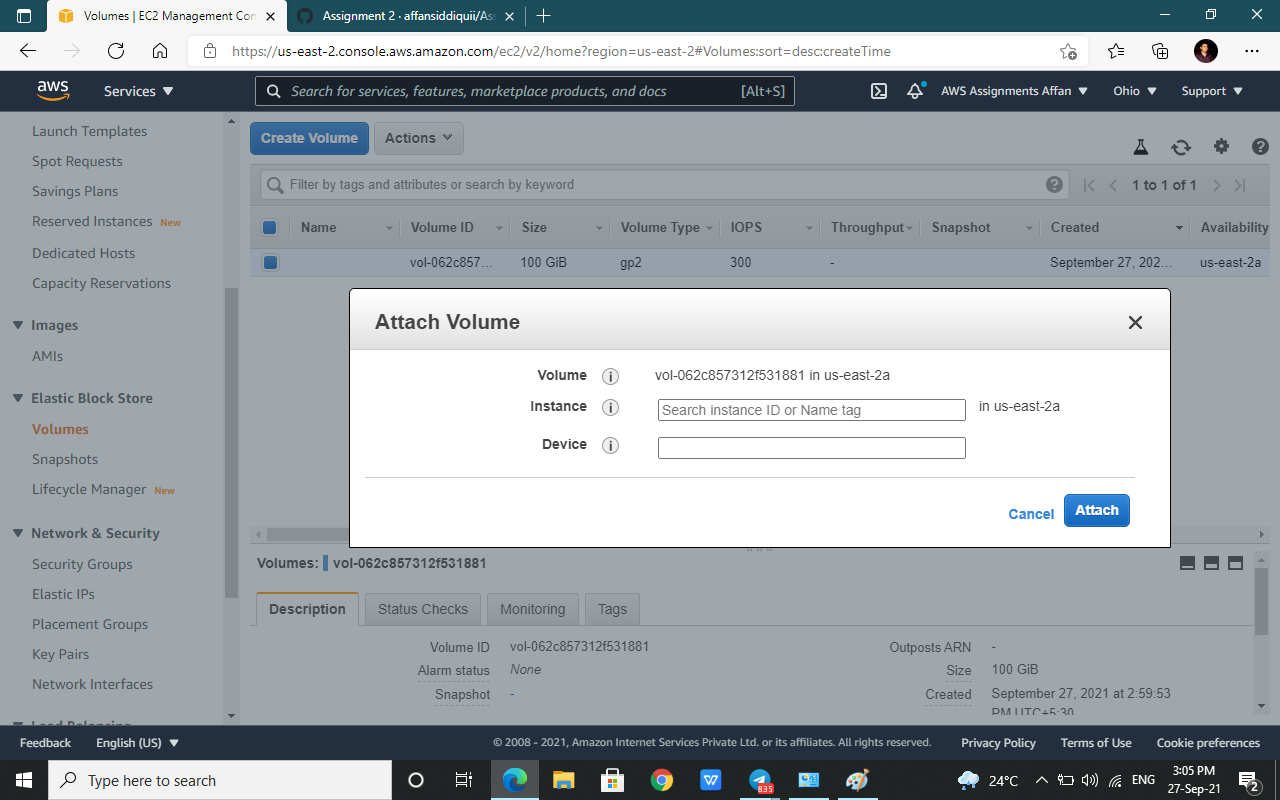 Volumes | EC2 Management Con
Assignment 2 · affansiddiquii/Ass
https://us-east-2.console.aws.amazon.com/ec2/v2/home?region=us-east-2#Volumes:sort=desc:createTime
aws
Services
Search for services, features, marketplace products, and docs
[Alt+S]
AWS Assignments Affan
Ohio
Support
Launch Templates
Spot Requests
Savings Plans
Reserved Instances New
Dedicated Hosts
Capacity Reservations
Images
AMIs
Elastic Block Store
Volumes
Snapshots
Lifecycle Manager New
Network & Security
Security Groups
Elastic IPs
Placement Groups
Key Pairs
Network Interfaces
Load Balancing
Create Volume
Actions
Filter by tags and attributes or search by keyword
1 to 1 of 1
Name Volume ID Size Volume Type IOPS Throughput Snapshot Created Availability
vol-062c857... 100 GiB gp2 300 - September 27, 202... us-east-2a
Attach Volume
Volume i vol-062c857312f531881 in us-east-2a
Instance i Search instance ID or Name tag in us-east-2a
Device i
Cancel Attach
Volumes: vol-062c857312f531881
Description Status Checks Monitoring Tags
Volume ID vol-062c857312f531881 Outposts ARN -
Alarm status None Size 100 GiB
Snapshot - Created September 27, 2021 at 2:59:53
PM UTC+5:30
Feedback
English (US)
© 2008 - 2021, Amazon Internet Services Private Ltd. or its affiliates. All rights reserved.
Privacy Policy
Terms of Use
Cookie preferences
Type here to search
835
24°C
ENG
3:05 PM
27-Sep-21
2